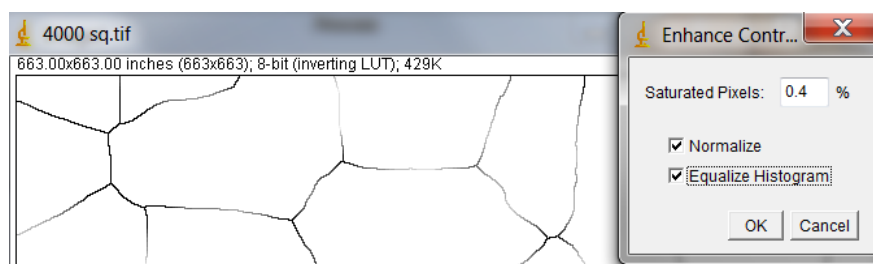 4000 sq.tif
663.00x663.00 inches (663x663); 8-bit (inverting LUT); 429K
Enhance Contr...
Saturated Pixels: 0.4 %
Normalize
Equalize Histogram
OK Cancel